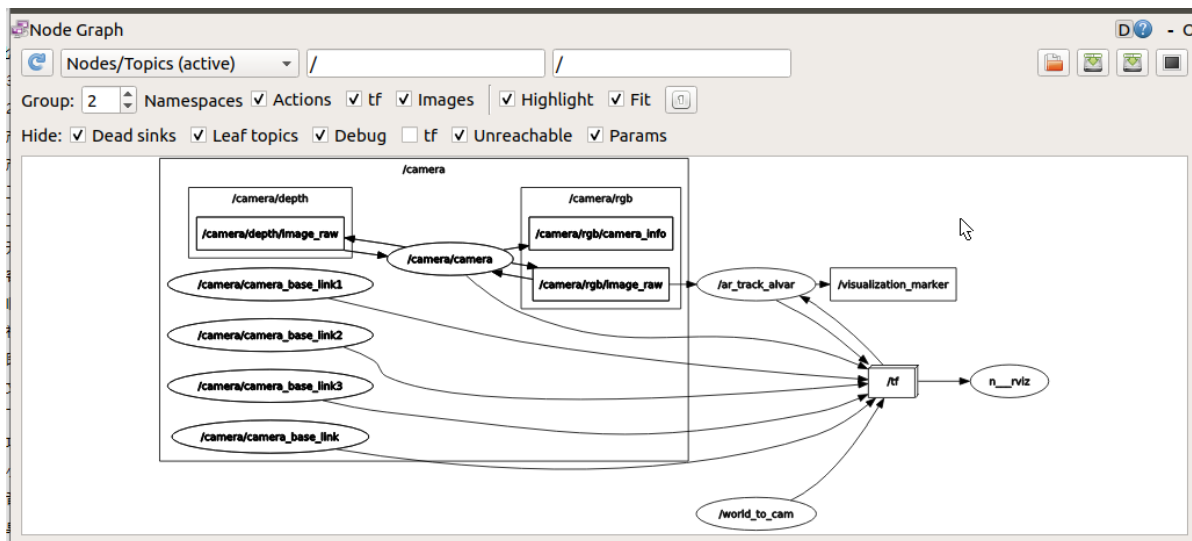 Node Graph
D
Nodes/Topics (active)
/
/
Group: 2 Namespaces Actions tf Images Highlight Fit
Hide: Dead sinks Leaf topics Debug tf Unreachable Params
/camera
/camera/depth
/camera/rgb
/camera/depth/image_raw
/camera/rgb/camera_info
/camera/camera
/camera/camera_base_link1
/camera/rgb/image_raw
/ar_track_alvar
/visualization_marker
/camera/camera_base_link2
/camera/camera_base_link3
/tf
n__rviz
/camera/camera_base_link
/world_to_cam